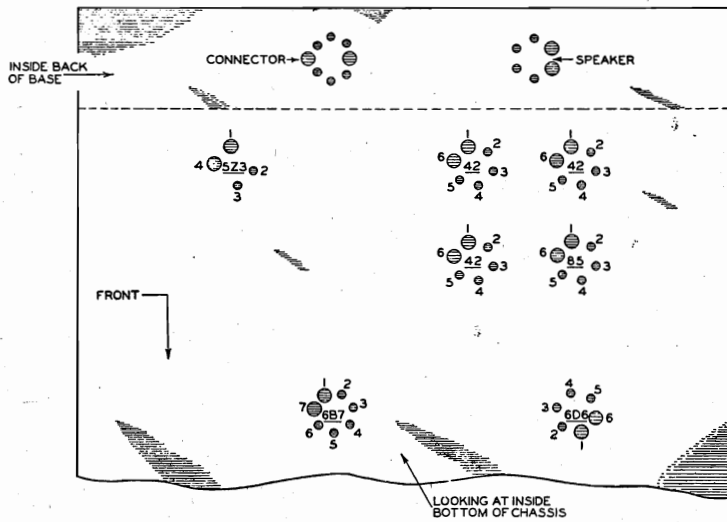 INSIDE BACK
OF BASE
CONNECTOR
SPEAKER
1
4 5Z3 2
3
1
2
6 42 3
5
4
1
2
6 42 3
5
4
1
2
6 42 3
5
4
1
2
6 85 3
5
4
FRONT
1
2
7 3
6B7
6 4
5
4
5
3 6D6 6
2
1
LOOKING AT INSIDE
BOTTOM OF CHASSIS